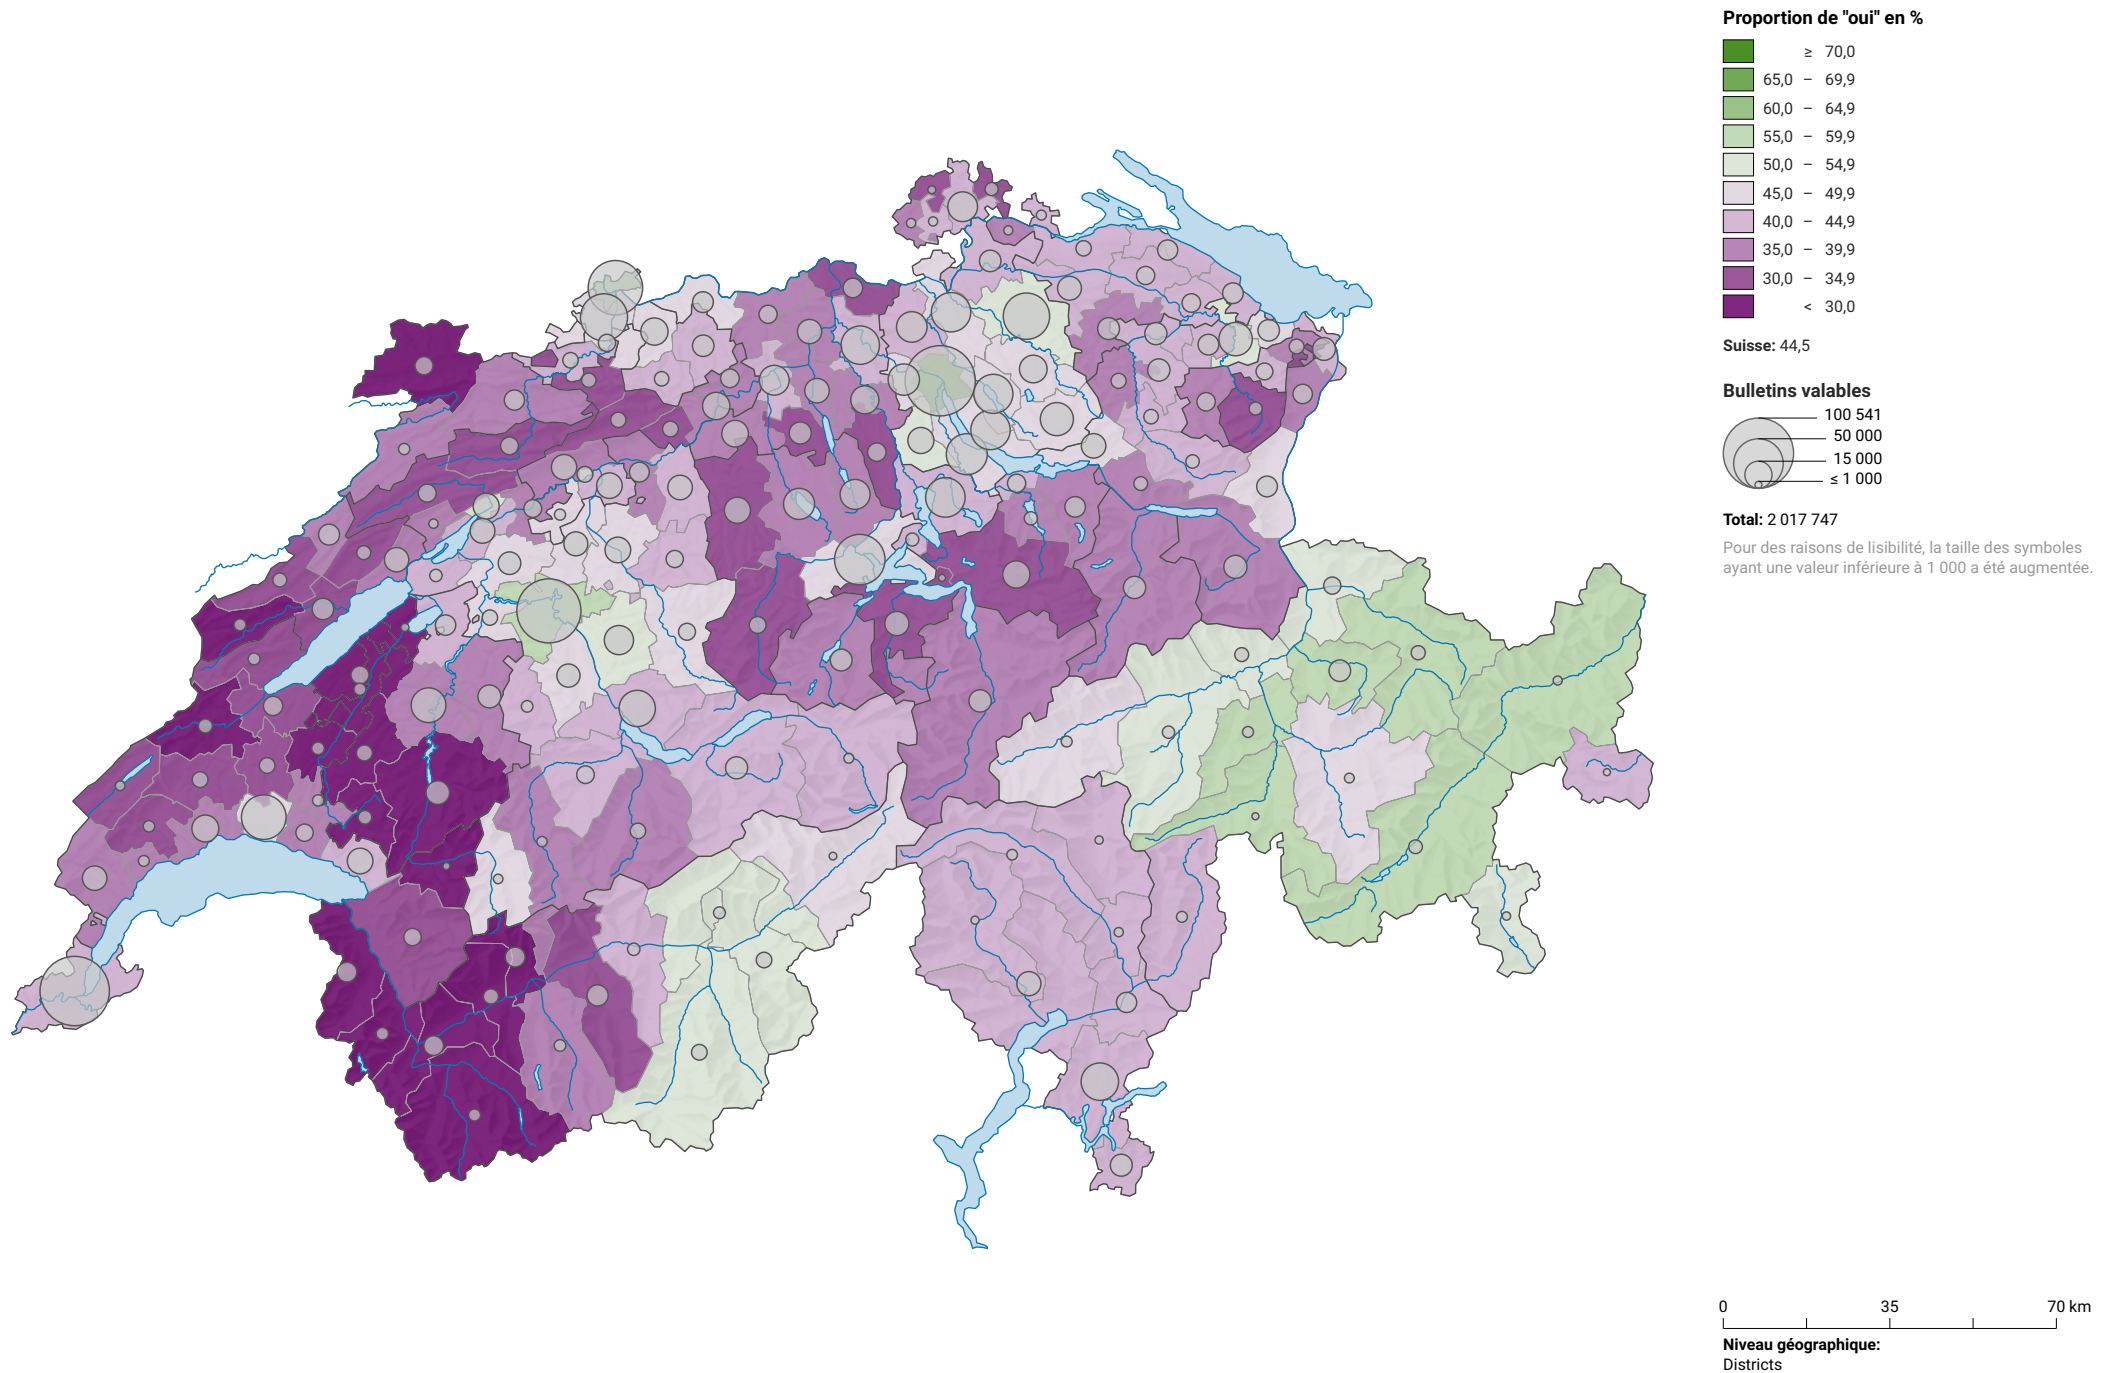 Proportion de "oui" en %
≥ 70,0
65,0 – 69,9
60,0 – 64,9
55,0 – 59,9
50,0 – 54,9
45,0 – 49,9
40,0 – 44,9
35,0 – 39,9
30,0 – 34,9
< 30,0
Suisse: 44,5
Bulletins valables
100 541
50 000
15 000
≤ 1 000
Total: 2 017 747
Pour des raisons de lisibilité, la taille des symboles
ayant une valeur inférieure à 1 000 a été augmentée.
0 35 70 km
Niveau géographique:
Districts